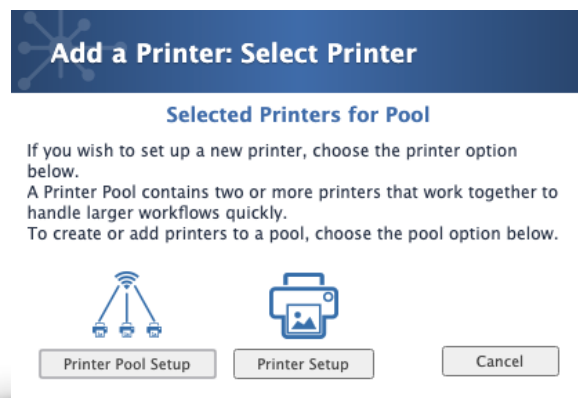 Add a Printer: Select Printer
Selected Printers for Pool
If you wish to set up a new printer, choose the printer option
below.
A Printer Pool contains two or more printers that work together to
handle larger workflows quickly.
To create or add printers to a pool, choose the pool option below.
Printer Pool Setup
Printer Setup
Cancel